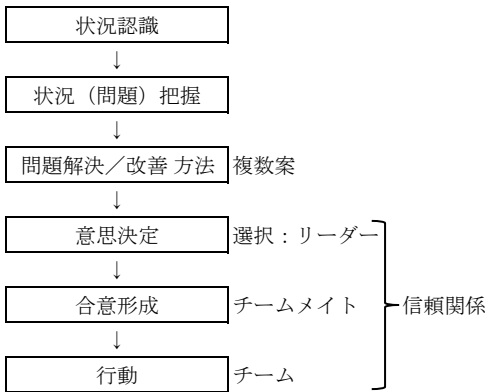 状況認識
↓
状況（問題）把握
↓
問題解決／改善 方法 複数案
↓
意思決定 選択：リーダー
↓
合意形成 チームメイト 信頼関係
↓
行動 チーム